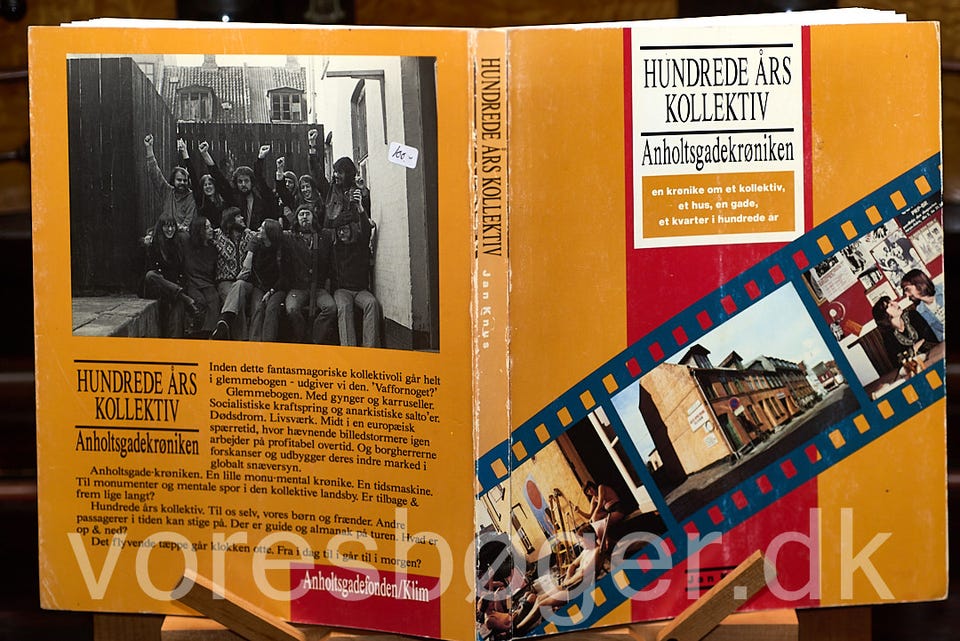 HUNDREDE ÅRS
KOLLEKTIV
Anholtsgadekrøniken
Inden dette fantasmagoriske kollektivoli går helt
i glemmebogen - udgiver vi den. 'Vaffornoget?'
Glemmebogen. Med gynger og karruseller.
Socialistiske kraftspring og anarkistiske salto'er.
Dødsdrom. Livsværk. Midt i en europæisk
spærretid, hvor hævnende billedstormere igen
arbejder på profitabel overtid. Og borgherrerne
forskanser og udbygger deres indre marked i
globalt snæversyn.
Anholtsgade-krøniken. En lille monu-mental krønike. En tidsmaskine.
Til monumenter og mentale spor i den kollektive landsby. Er tilbage &
frem lige langt?
Hundrede års kollektiv. Til os selv, vores børn og frænder. Andre
passagerer i tiden kan stige på. Der er guide og almanak på turen. Hvad er
op & ned?
Det flyvende tæppe går klokken otte. Fra i dag til i går til i morgen?
Anholtsgadefonden/Klim
100.-
HUNDREDE ÅRS KOLLEKTIV
Jan Knus
HUNDREDE ÅRS
KOLLEKTIV
Anholtsgadekrøniken
en krønike om et kollektiv,
et hus, en gade,
et kvarter i hundrede år
Jan
voresbøger.dk